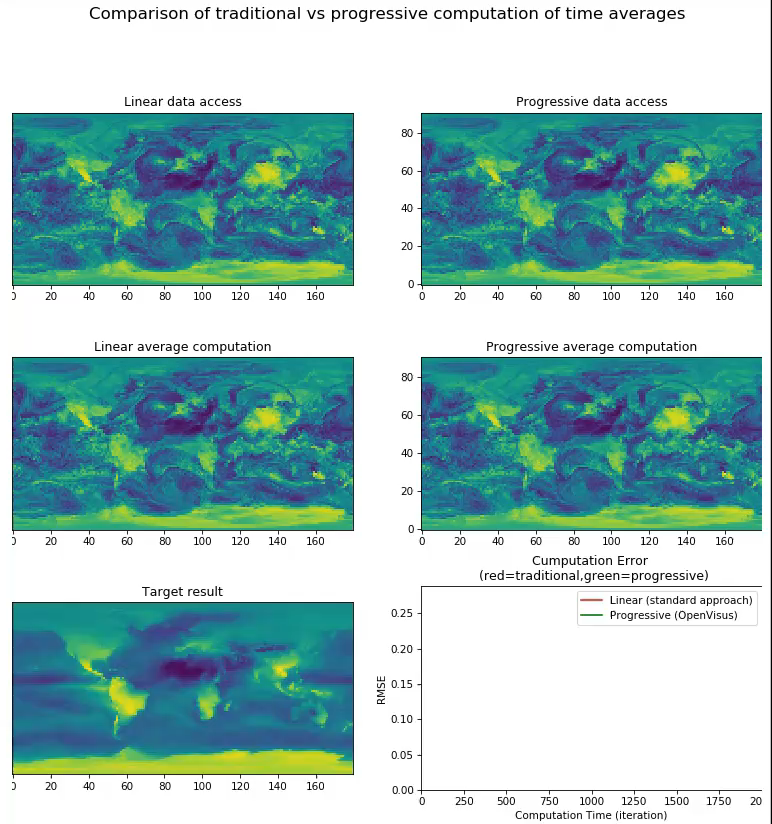 Comparison of traditional vs progressive computation of time averages
Linear data access
0 20 40 60 80 100 120 140 160
Progressive data access
80
60
40
20
0
0 20 40 60 80 100 120 140 160
Linear average computation
0 20 40 60 80 100 120 140 160
Progressive average computation
80
60
40
20
0
0 20 40 60 80 100 120 140 160
Target result
0 20 40 60 80 100 120 140 160
Cumputation Error
(red=traditional,green=progressive)
Linear (standard approach)
Progressive (OpenVisus)
RMSE
0.25
0.20
0.15
0.10
0.05
0.00
0 250 500 750 1000 1250 1500 1750 20
Computation Time (iteration)